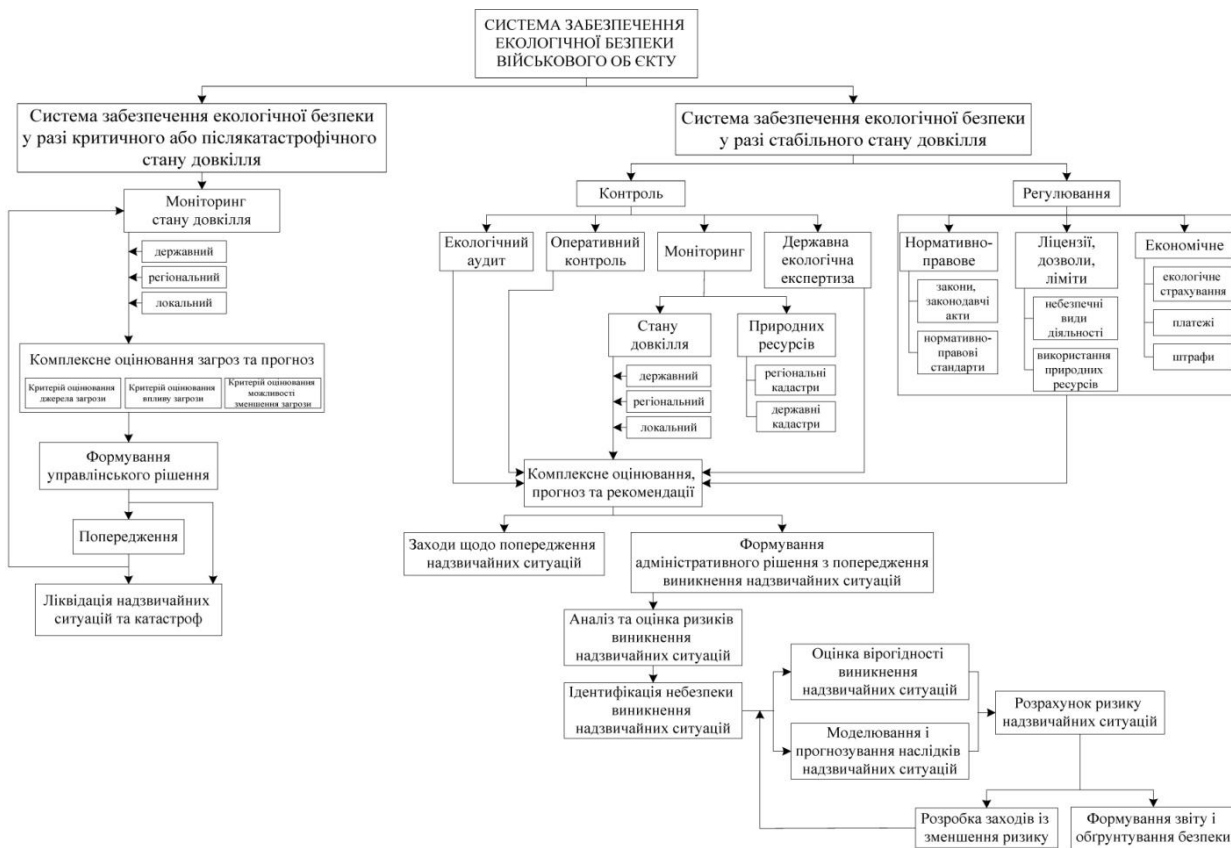 СИСТЕМА ЗАБЕЗПЕЧЕННЯ
ЕКОЛОГІЧНОЇ БЕЗПЕКИ
ВІЙСЬКОВОГО ОБ ЄКТУ
Система забезпечення екологічної безпеки
у разі критичного або післякатастрофічного
стану довкілля
Моніторинг
стану довкілля
державний
регіональний
локальний
Комплексне оцінювання загроз та прогноз
Критерій оцінювання
джерела загрози
Критерій оцінювання
впливу загрози
Критерій оцінювання
можливості
зменшення загрози
Формування
управлінського рішення
Попередження
Ліквідація надзвичайних
ситуацій та катастроф
Система забезпечення екологічної безпеки
у разі стабільного стану довкілля
Контроль
Екологічний
аудит
Оперативний
контроль
Моніторинг
Державна
екологічна
експертиза
Стану
довкілля
державний
регіональний
локальний
Природних
ресурсів
регіональні
кадастри
державні
кадастри
Регулювання
Нормативно-
правове
закони,
законодавчі
акти
нормативно-
правові
стандарти
Ліцензії,
дозволи,
ліміти
небезпечні
види
діяльності
використання
природних
ресурсів
Економічне
екологічне
страхування
платежі
штрафи
Комплексне оцінювання,
прогноз та рекомендації
Заходи щодо попередження
надзвичайних ситуацій
Формування
адміністративного рішення з попередження
виникнення надзвичайних ситуацій
Аналіз та оцінка ризиків
виникнення
надзвичайних ситуацій
Ідентифікація небезпеки
виникнення
надзвичайних ситуацій
Оцінка вірогідності
виникнення
надзвичайних ситуацій
Моделювання і
прогнозування наслідків
надзвичайних ситуацій
Розрахунок ризику
надзвичайних ситуацій
Розробка заходів із
зменшення ризику
Формування звіту і
обґрунтування безпеки